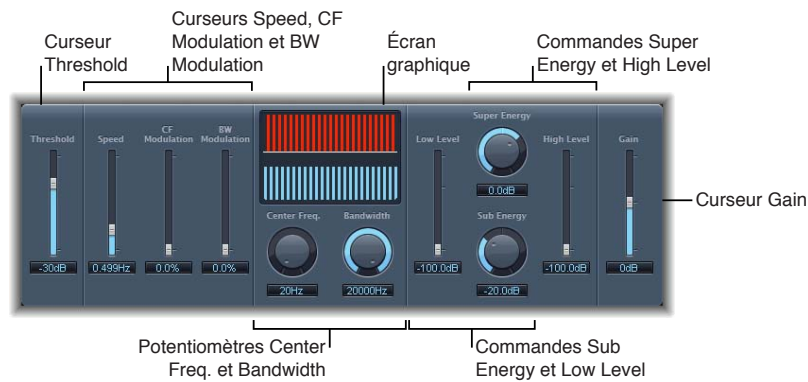 Curseurs Speed, CF
Modulation et BW
Modulation
Curseur
Threshold
Écran
graphique
Commandes Super
Energy et High Level
Threshold
Speed
CF
Modulation
BW
Modulation
Low Level
Super Energy
High Level
Gain
0.0dB
Center Freq.
Bandwidth
Sub Energy
Curseur Gain
-30dB
0.499Hz
0.0%
0.0%
20Hz
20000Hz
-100.0dB
-20.0dB
-100.0dB
0dB
Potentiomètres Center
Freq. et Bandwidth
Commandes Sub
Energy et Low Level